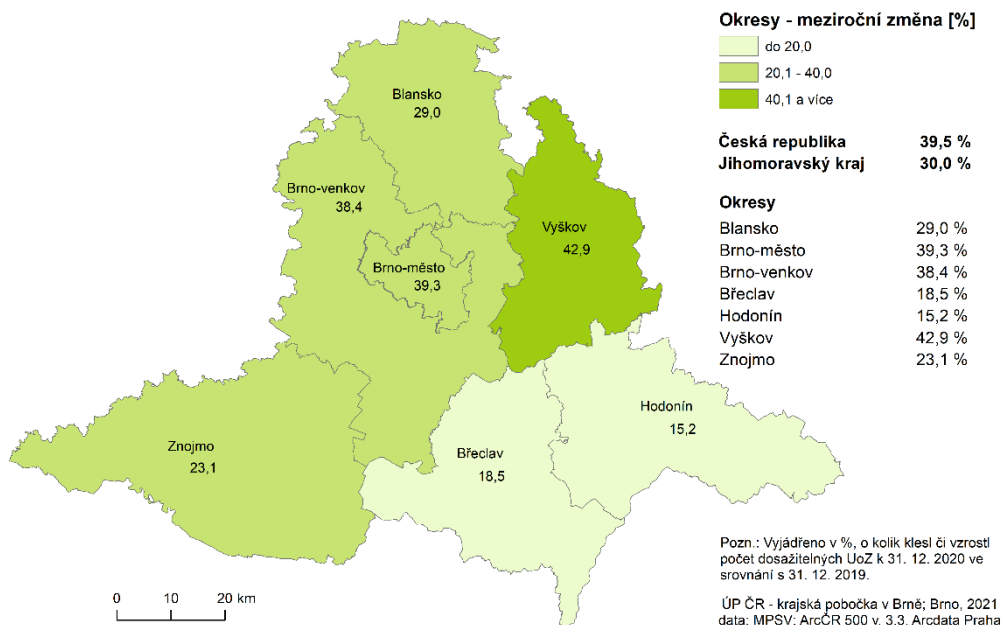 Okresy - meziroční změna [%]
do 20,0
20,1 - 40,0
40,1 a více
Česká republika 39,5 %
Jihomoravský kraj 30,0 %
Okresy
Blansko 29,0 %
Brno-město 39,3 %
Brno-venkov 38,4 %
Břeclav 18,5 %
Hodonín 15,2 %
Vyškov 42,9 %
Znojmo 23,1 %
Blansko
29,0
Brno-venkov
38,4
Vyškov
42,9
Brno-město
39,3
Hodonín
15,2
Znojmo
23,1
Břeclav
18,5
Pozn.: Vyjádřeno v %, o kolik klesl či vzrostl
počet dosažitelných UoZ k 31. 12. 2020 ve
srovnání s 31. 12. 2019.
0 10 20 km
ÚP ČR - krajská pobočka v Brně; Brno, 2021
data: MPSV; ArcČR 500 v. 3.3, Arcdata Praha